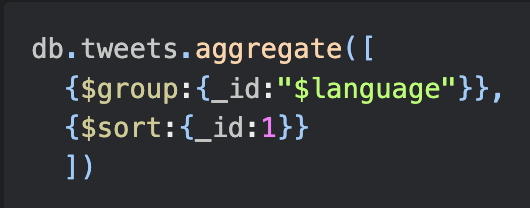 db.tweets.aggregate([
{$group:{_id:"$language"}},
{$sort:{_id:1}}
])